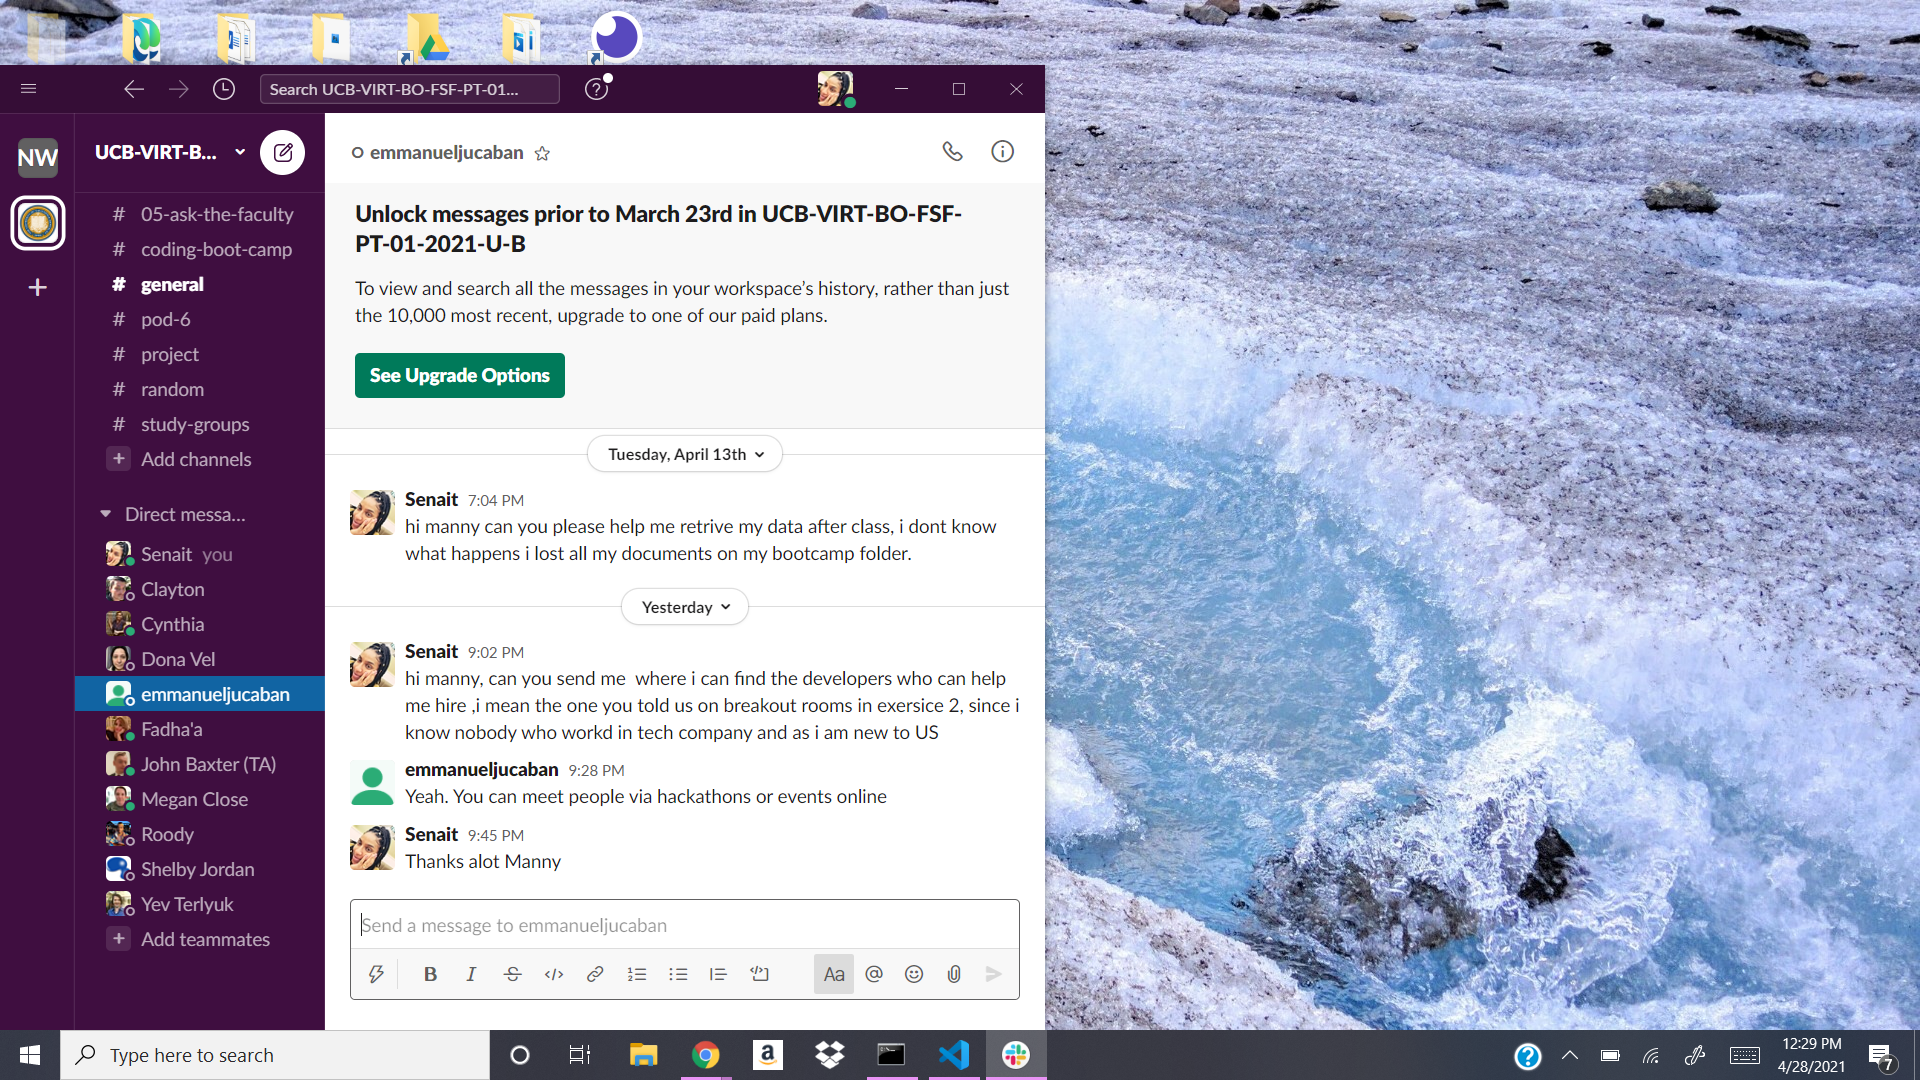 Search UCB-VIRT-BO-FSF-PT-01...
NW
UCB-VIRT-B...
# 05-ask-the-faculty
# coding-boot-camp
# general
# pod-6
# project
# random
# study-groups
+ Add channels
Direct messa...
Senait you
Clayton
Cynthia
Dona Vel
emmanueljucaban
Fadha'a
John Baxter (TA)
Megan Close
Roody
Shelby Jordan
Yev Terlyuk
+ Add teammates
emmanueljucaban
Unlock messages prior to March 23rd in UCB-VIRT-BO-FSF-
PT-01-2021-U-B
To view and search all the messages in your workspace’s history, rather than just
the 10,000 most recent, upgrade to one of our paid plans.
See Upgrade Options
Tuesday, April 13th
Senait 7:04 PM
hi manny can you please help me retrive my data after class, i dont know
what happens i lost all my documents on my bootcamp folder.
Yesterday
Senait 9:02 PM
hi manny, can you send me  where i can find the developers who can help
me hire ,i mean the one you told us on breakout rooms in exersice 2, since i
know nobody who workd in tech company and as i am new to US
emmanueljucaban 9:28 PM
Yeah. You can meet people via hackathons or events online
Senait 9:45 PM
Thanks alot Manny
Send a message to emmanueljucaban
B I S </> Aa @
Type here to search
a
12:29 PM
4/28/2021
7